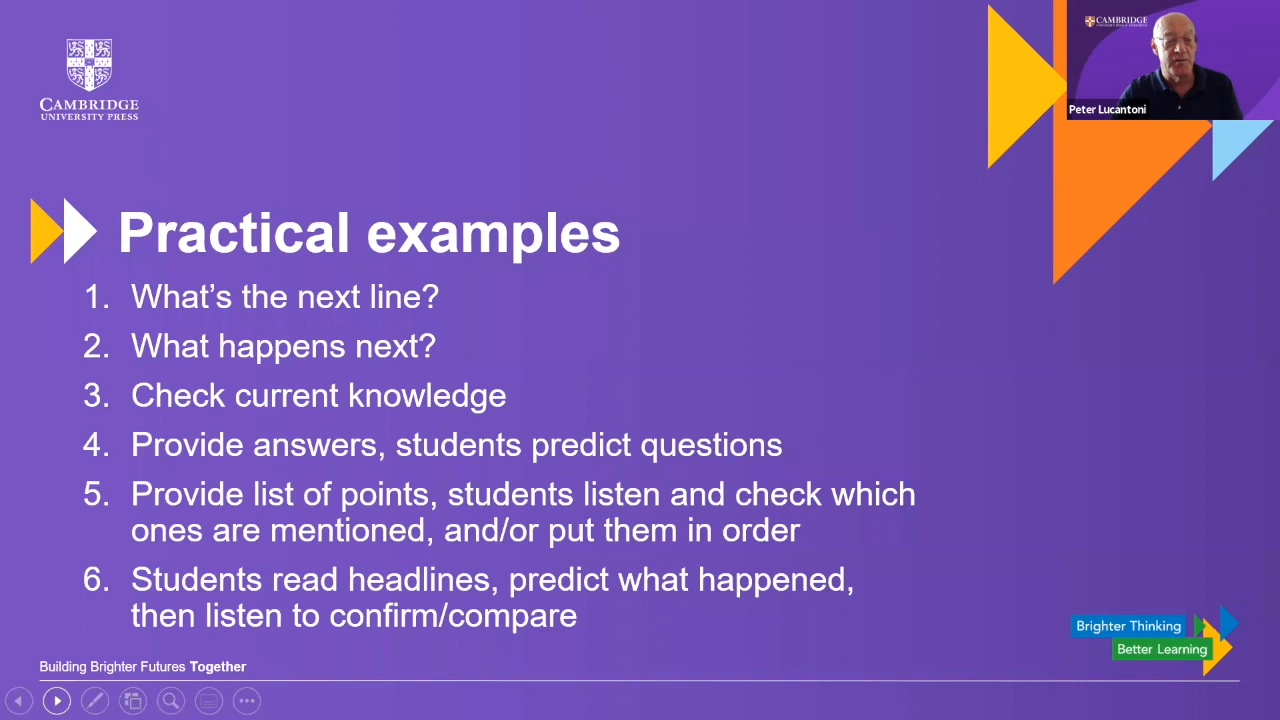 CAMBRIDGE
UNIVERSITY PRESS
CAMBRIDGE
Peter Lucantoni
Practical examples
1. What's the next line?
2. What happens next?
3. Check current knowledge
4. Provide answers, students predict questions
5. Provide list of points, students listen and check which
ones are mentioned, and/or put them in order
6. Students read headlines, predict what happened,
then listen to confirm/compare
Brighter Thinking
Better Learning
Building Brighter Futures Together